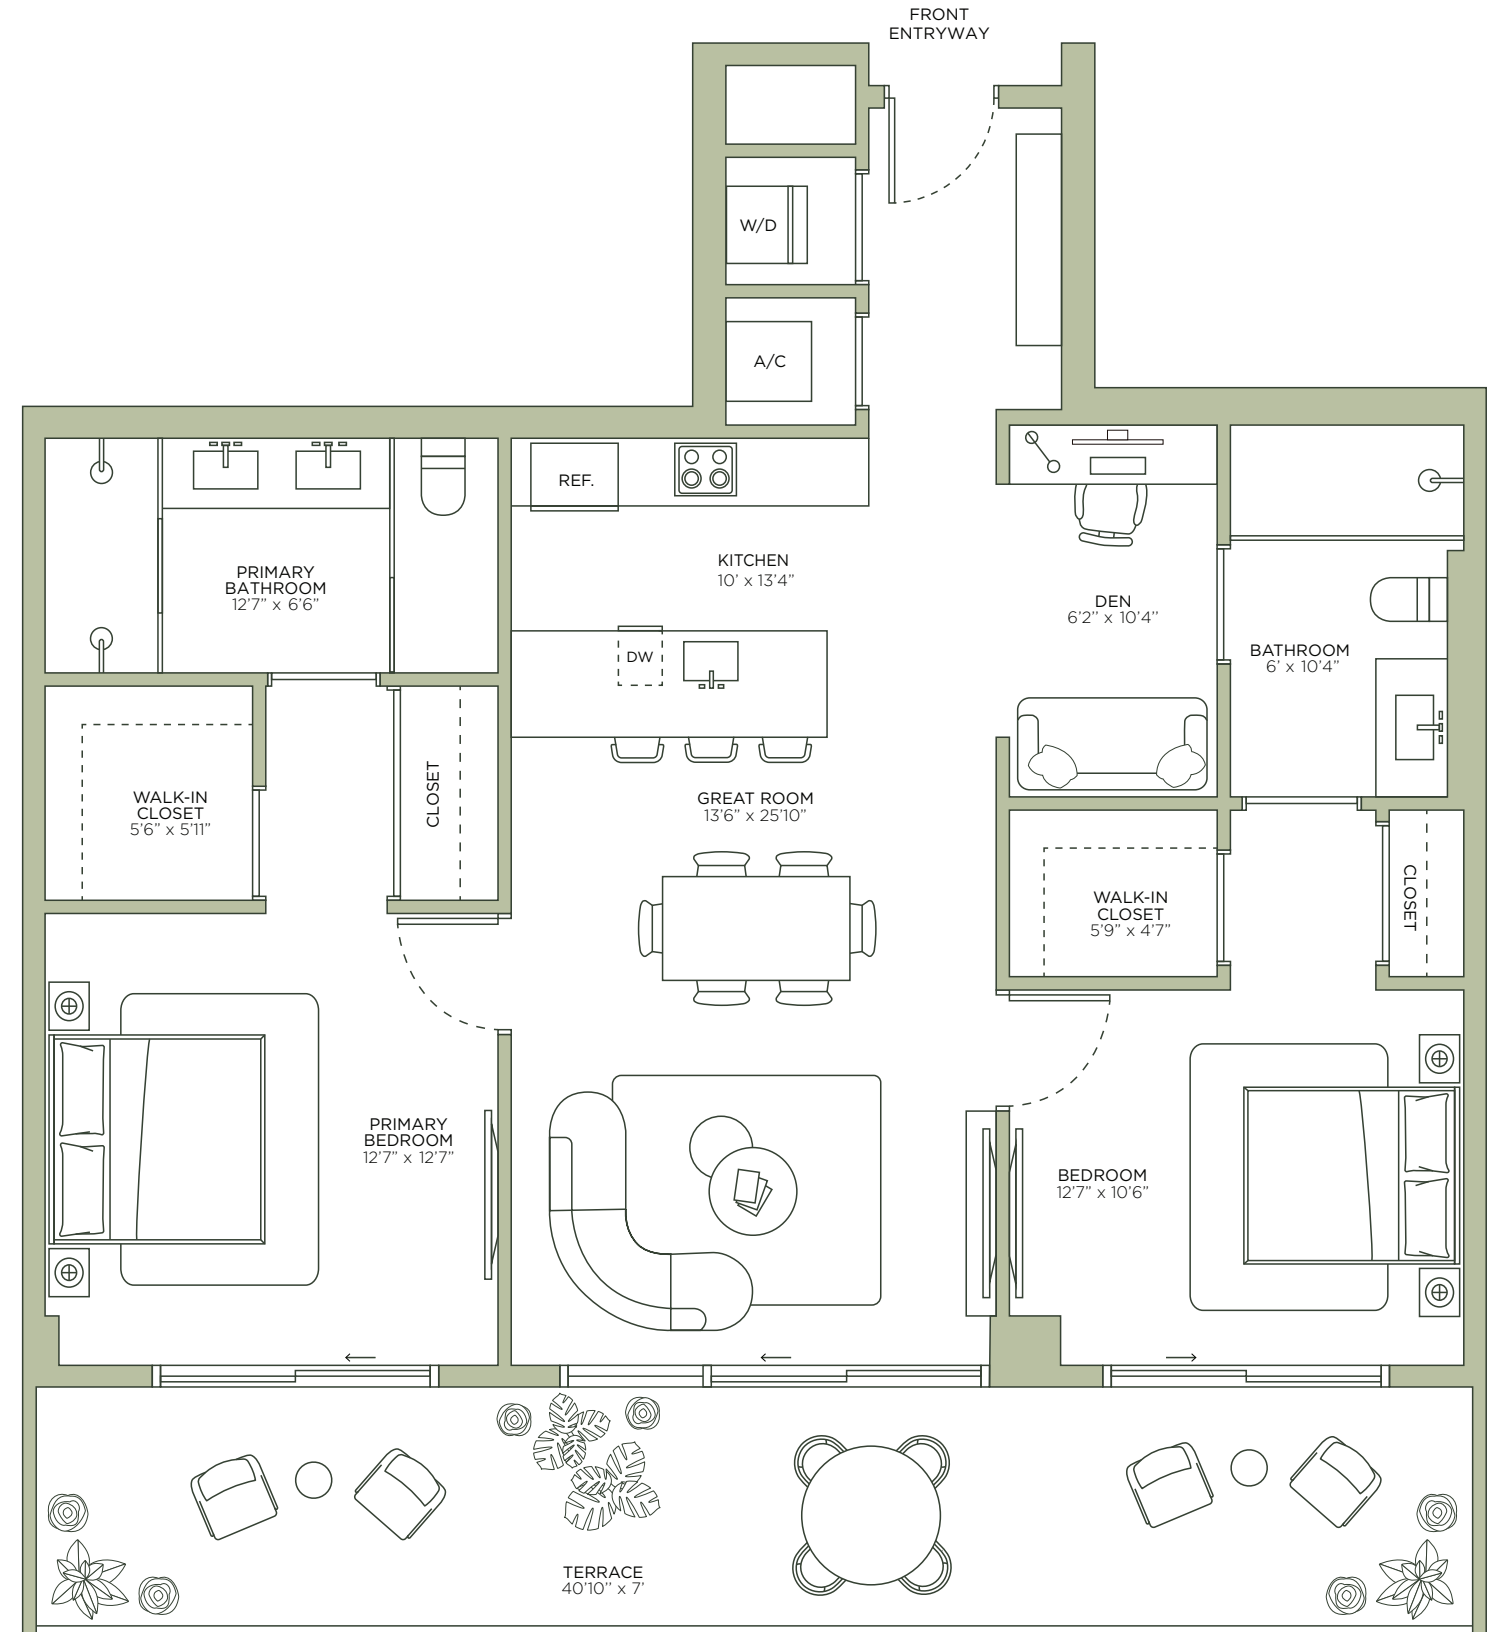 FRONT
ENTRYWAY
W/D
A/C
REF.
KITCHEN
10’ x 13’4”
PRIMARY
BATHROOM
12’7” x 6’6”
DEN
6’2” x 10’4”
BATHROOM
6’ x 10’4”
DW
WALK-IN
CLOSET
5’6” x 5’11”
CLOSET
GREAT ROOM
13’6” x 25’10”
WALK-IN
CLOSET
5’9” x 4’7”
CLOSET
PRIMARY
BEDROOM
12’7” x 12’7”
BEDROOM
12’7” x 10’6”
TERRACE
40’10” x 7’